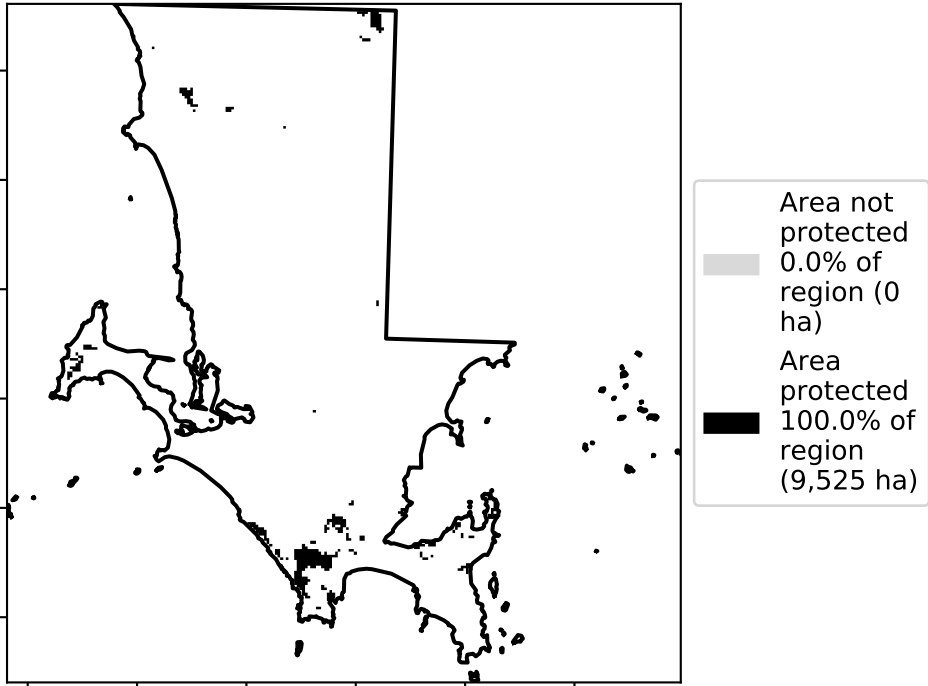 Area not
protected
0.0% of
region (0
ha)
Area
protected
100.0% of
region
(9,525 ha)